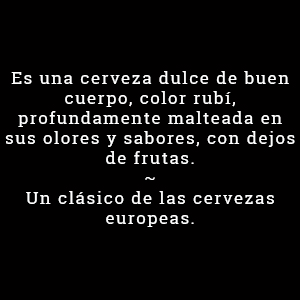 Es una cerveza dulce de buen
cuerpo, color rubí,
profundamente malteada en
sus olores y sabores, con dejos
de frutas.
~
Un clásico de las cervezas
europeas.